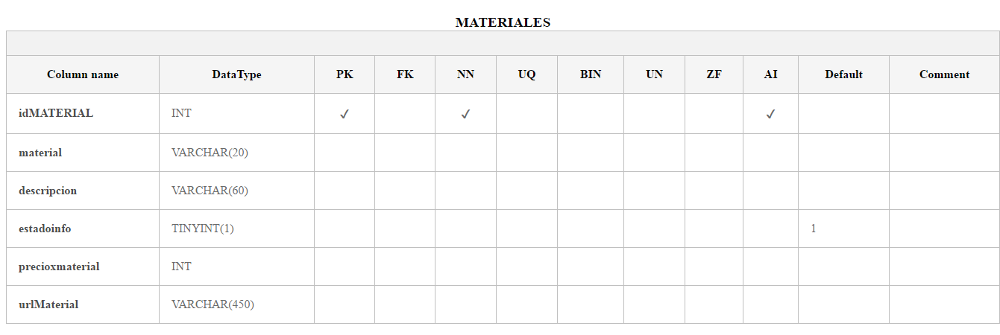 MATERIALES
Column name DataType PK FK NN UQ BIN UN ZF AI Default Comment
idMATERIAL INT ✓ ✓ ✓
material VARCHAR(20)
descripcion VARCHAR(60)
estadoinfo TINYINT(1) 1
precioxmaterial INT
urlMaterial VARCHAR(450)